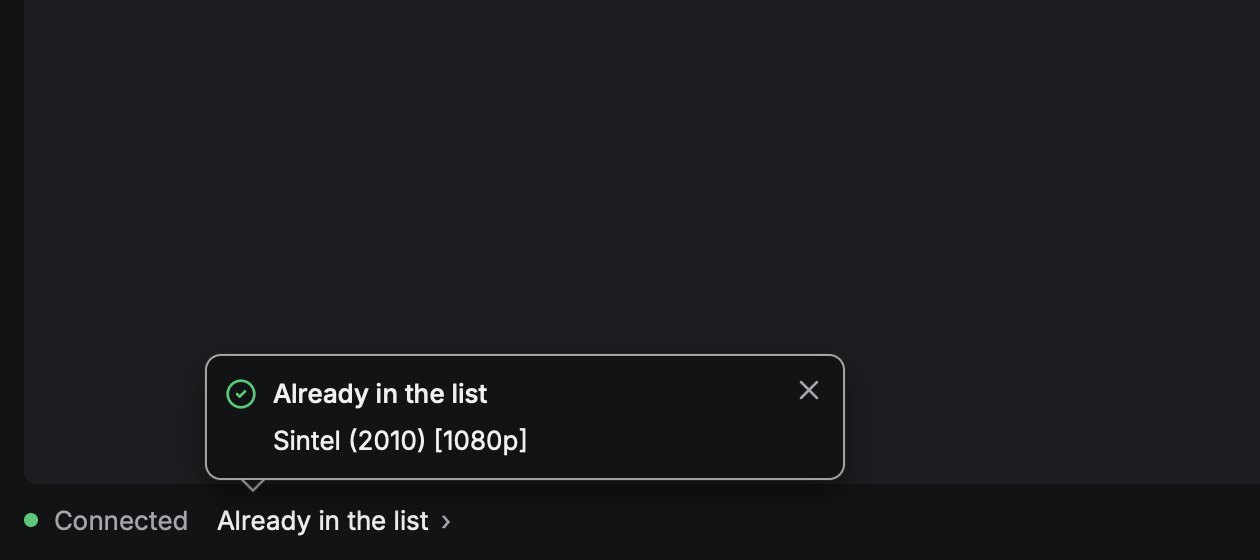 Already in the list
Sintel (2010) [1080p]
Connected Already in the list ›